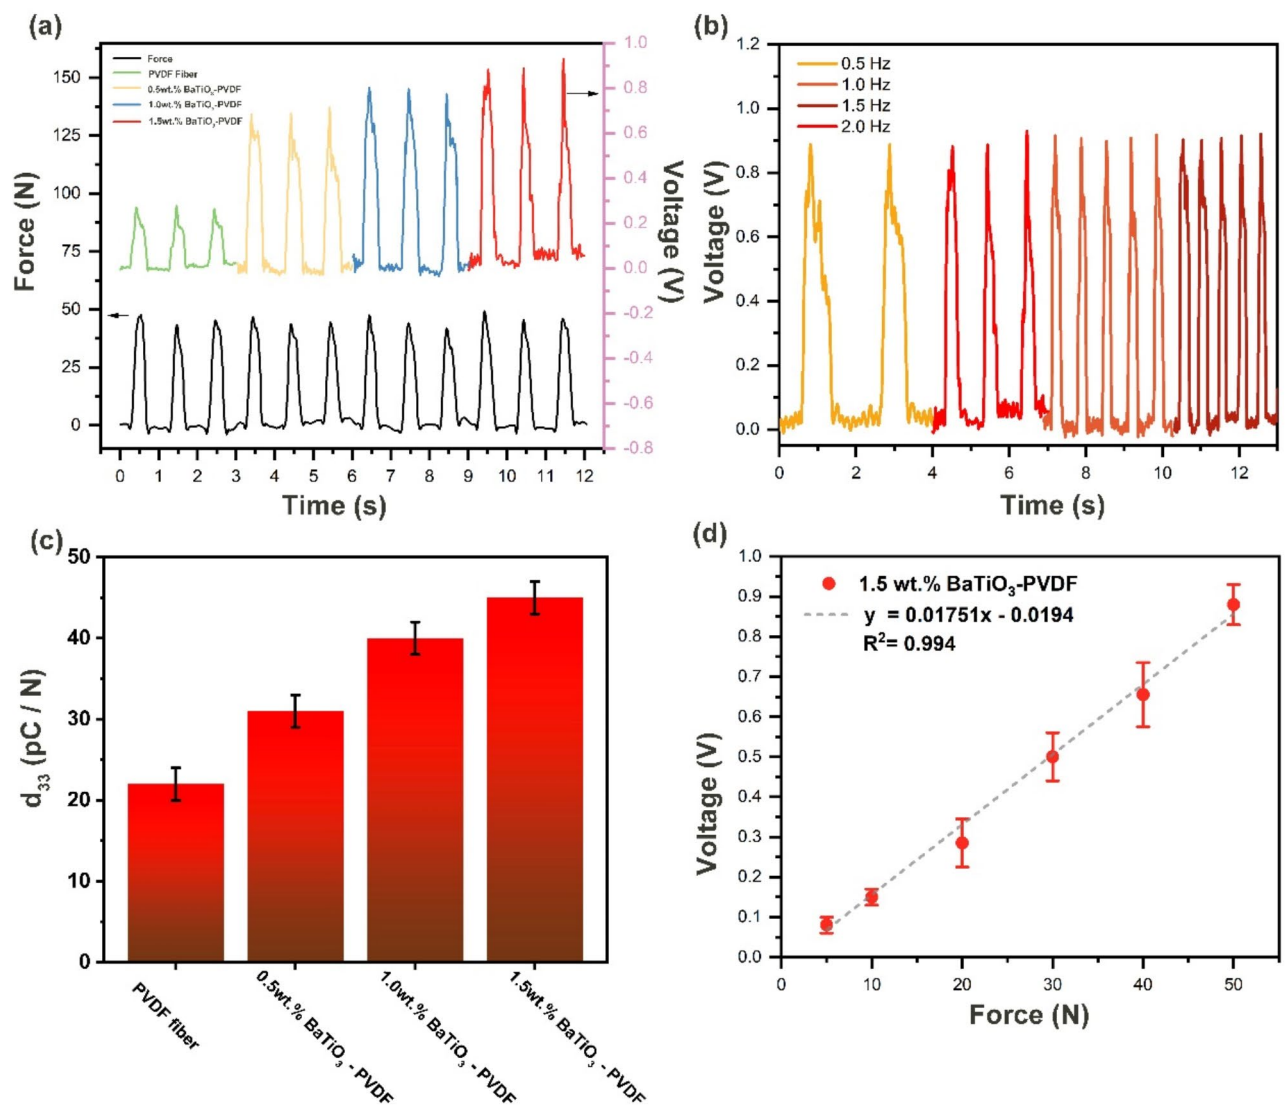 (a)
Force
PVDF Fiber
0.5wt.% BaTiO3-PVDF
1.0wt.% BaTiO3-PVDF
1.5wt.% BaTiO3-PVDF
Force (N)
150
125
100
75
50
25
0
1.0
0.8
0.6
0.4
0.2
0.0
-0.2
-0.4
-0.6
-0.8
Voltage (V)
0 1 2 3 4 5 6 7 8 9 10 11 12
Time (s)
(b)
0.5 Hz
1.0 Hz
1.5 Hz
2.0 Hz
Voltage (V)
1.2
1.0
0.8
0.6
0.4
0.2
0.0
0 2 4 6 8 10 12
Time (s)
(c)
d33 (pC / N)
50
40
30
20
10
0
PVDF fiber
0.5wt.% BaTiO3 - PVDF
1.0wt.% BaTiO3 - PVDF
1.5wt.% BaTiO3 - PVDF
(d)
1.5 wt.% BaTiO3-PVDF
y = 0.01751x - 0.0194
R2= 0.994
Voltage (V)
1.0
0.9
0.8
0.7
0.6
0.5
0.4
0.3
0.2
0.1
0.0
0 10 20 30 40 50
Force (N)